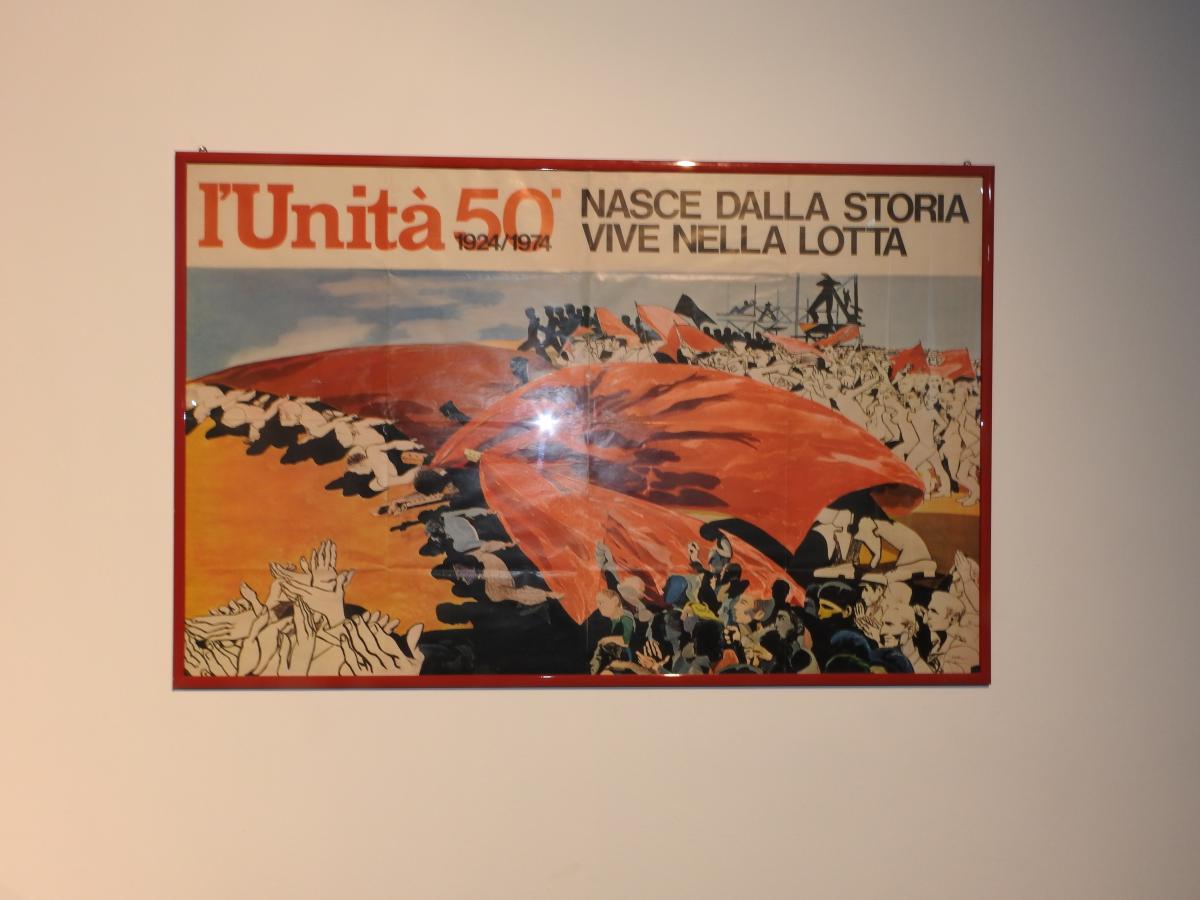 l'Unità 50°
1924/1974
NASCE DALLA STORIA
VIVE NELLA LOTTA